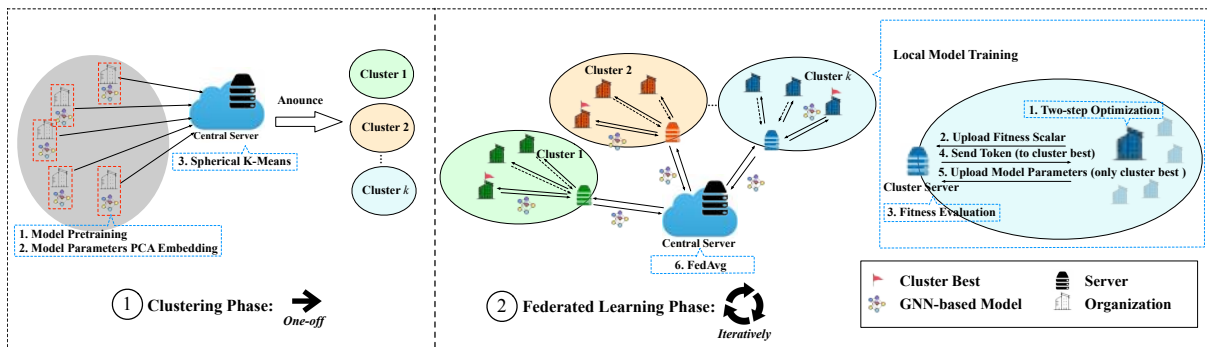 Central Server
3. Spherical K-Means
1. Model Pretraining
2. Model Parameters PCA Embedding
Anounce
Cluster 1
Cluster 2
Cluster k
1 Clustering Phase:
One-off
Cluster 2
Cluster k
Cluster 1
Central Server
6. FedAvg
2 Federated Learning Phase:
Iteratively
Local Model Training
1. Two-step Optimization
2. Upload Fitness Scalar
4. Send Token (to cluster best)
5. Upload Model Parameters (only cluster best )
Cluster Server
3. Fitness Evaluation
Cluster Best
Server
GNN-based Model
Organization